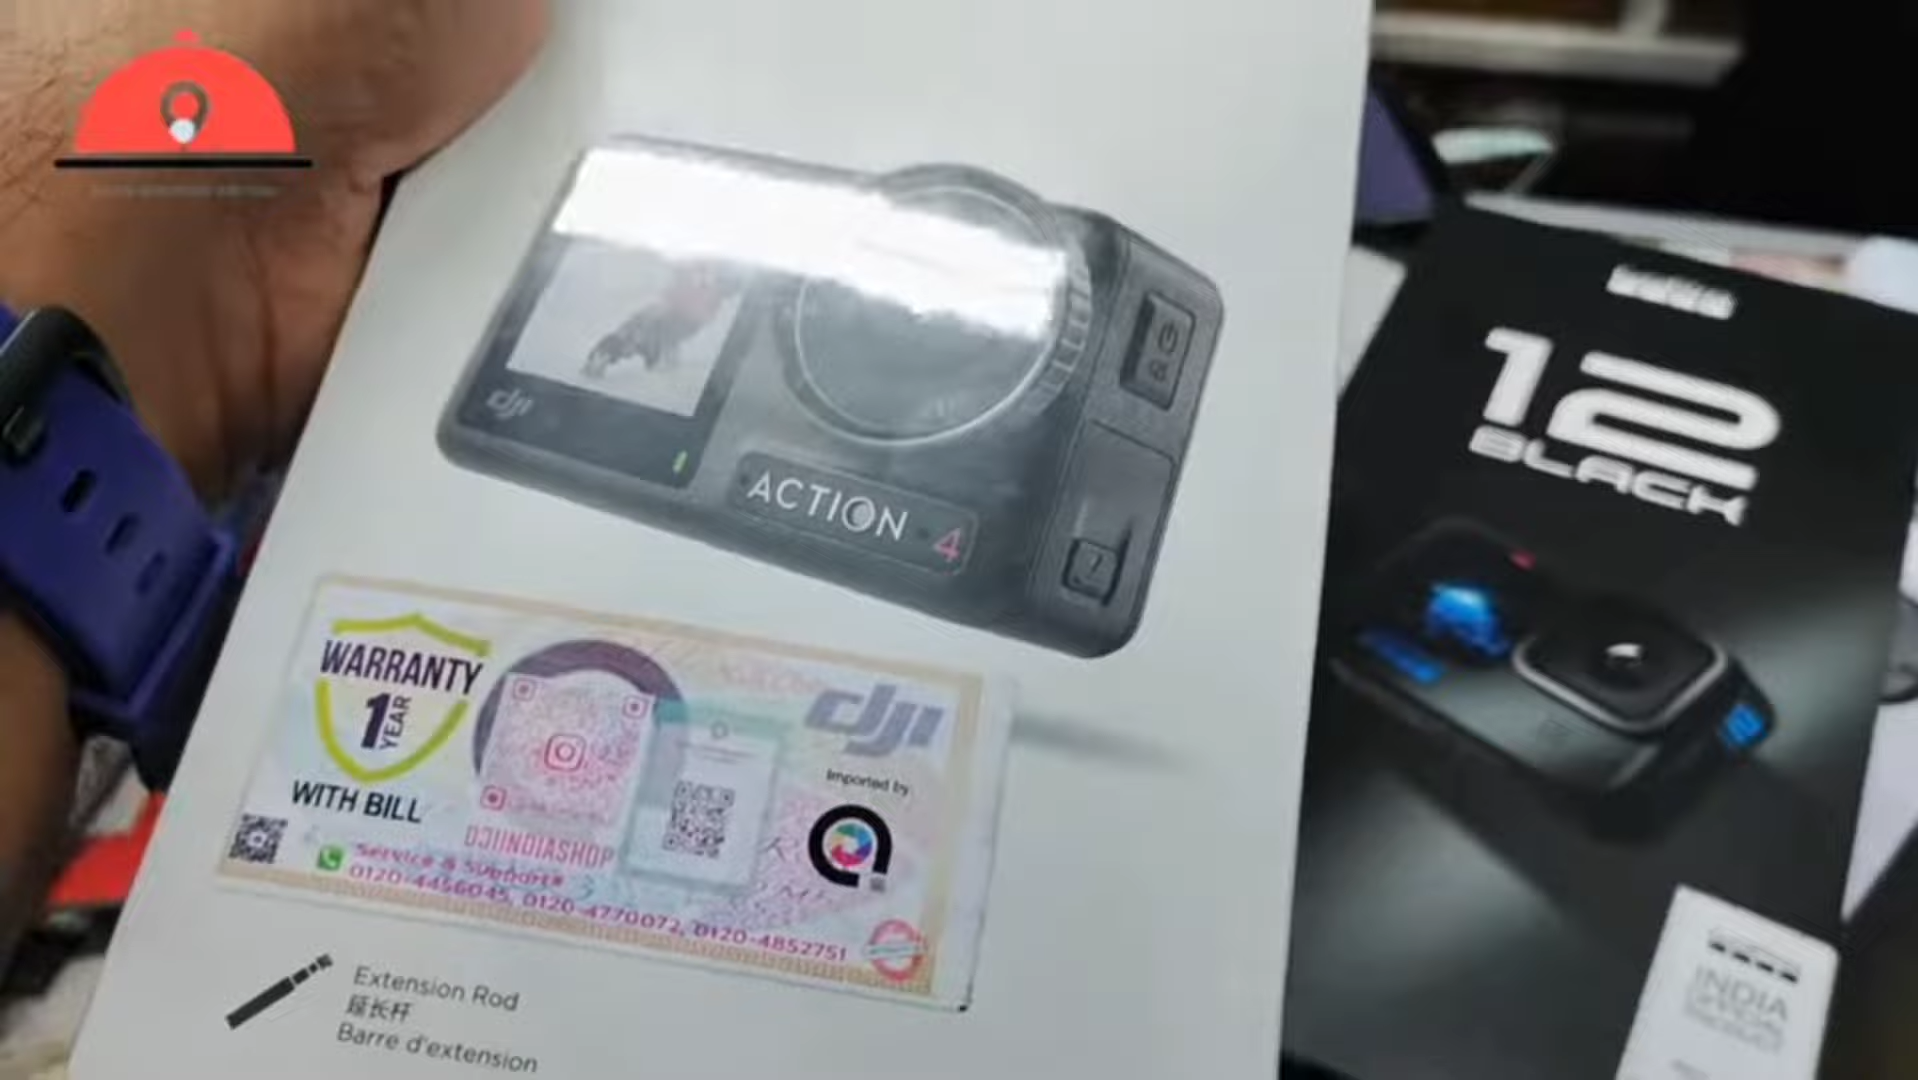 dji
ACTION 4
WARRANTY
1 YEAR
WITH BILL
DJIINDIASHOP
dji
Imported by
Service & Support#
0120-4456045, 0120-4770072, 0120-4852751
Extension Rod
延长杆
Barre d'extension
12
BLACK
INDIA